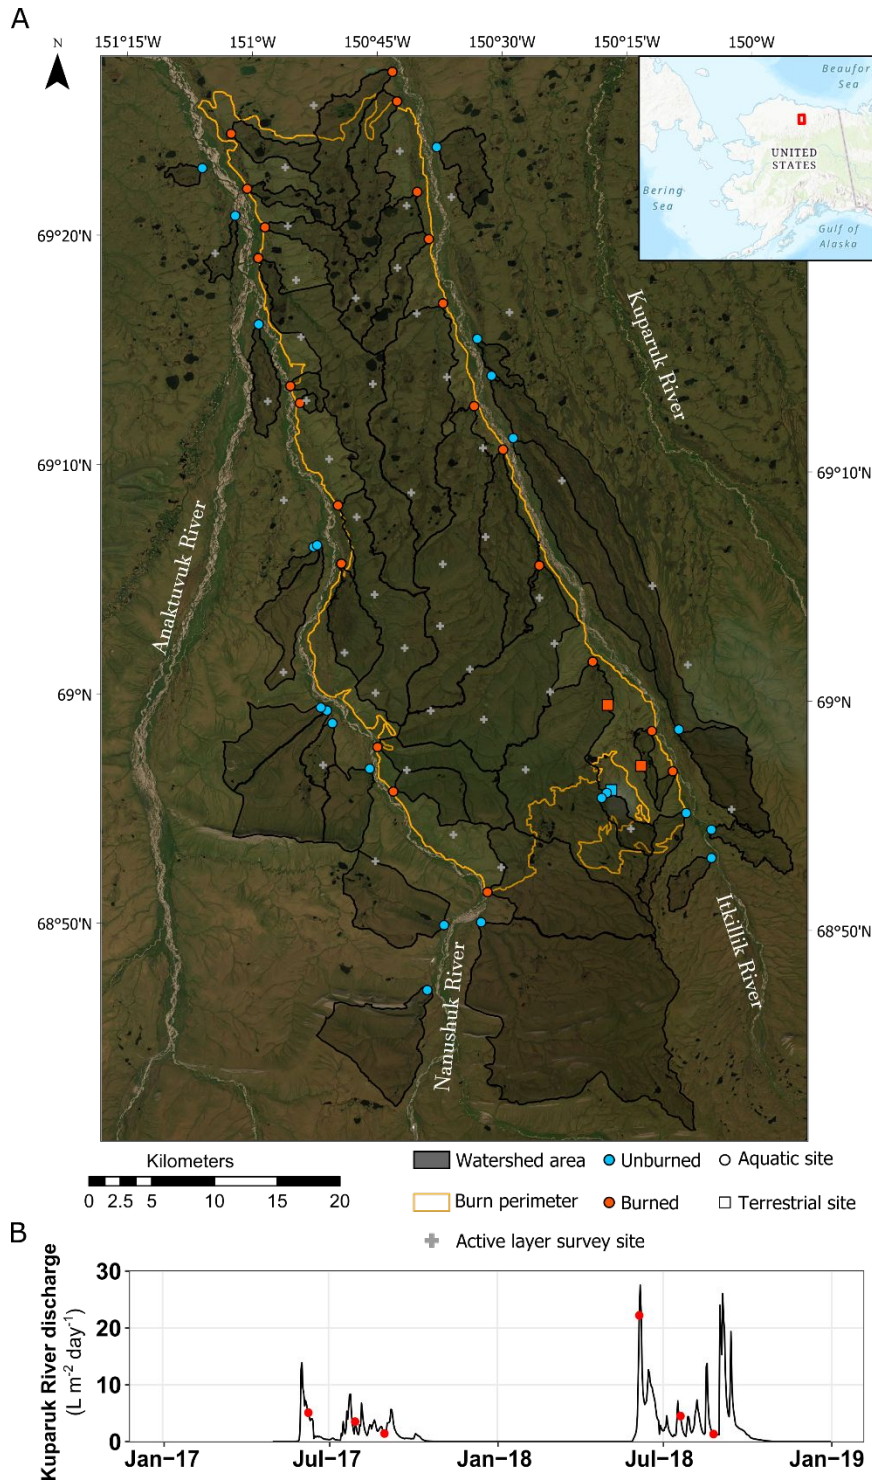 A
N
151°15'W 151°W 150°45'W 150°30'W 150°15'W 150°W
Beaufor
Sea
UNITED
STATES
Bering
Sea
Gulf of
Alaska
69°20'N
Kuparuk River
69°10'N 69°10'N
Anaktuvuk River
69°N 69°N
68°50'N 68°50'N
Itkillik River
Nanushuk River
Kilometers
0 2.5 5 10 15 20
Watershed area Unburned Aquatic site
Burn perimeter Burned Terrestrial site
Active layer survey site
B
Kuparuk River discharge
(L m⁻² day⁻¹)
30
20
10
0
Jan−17 Jul−17 Jan−18 Jul−18 Jan−19